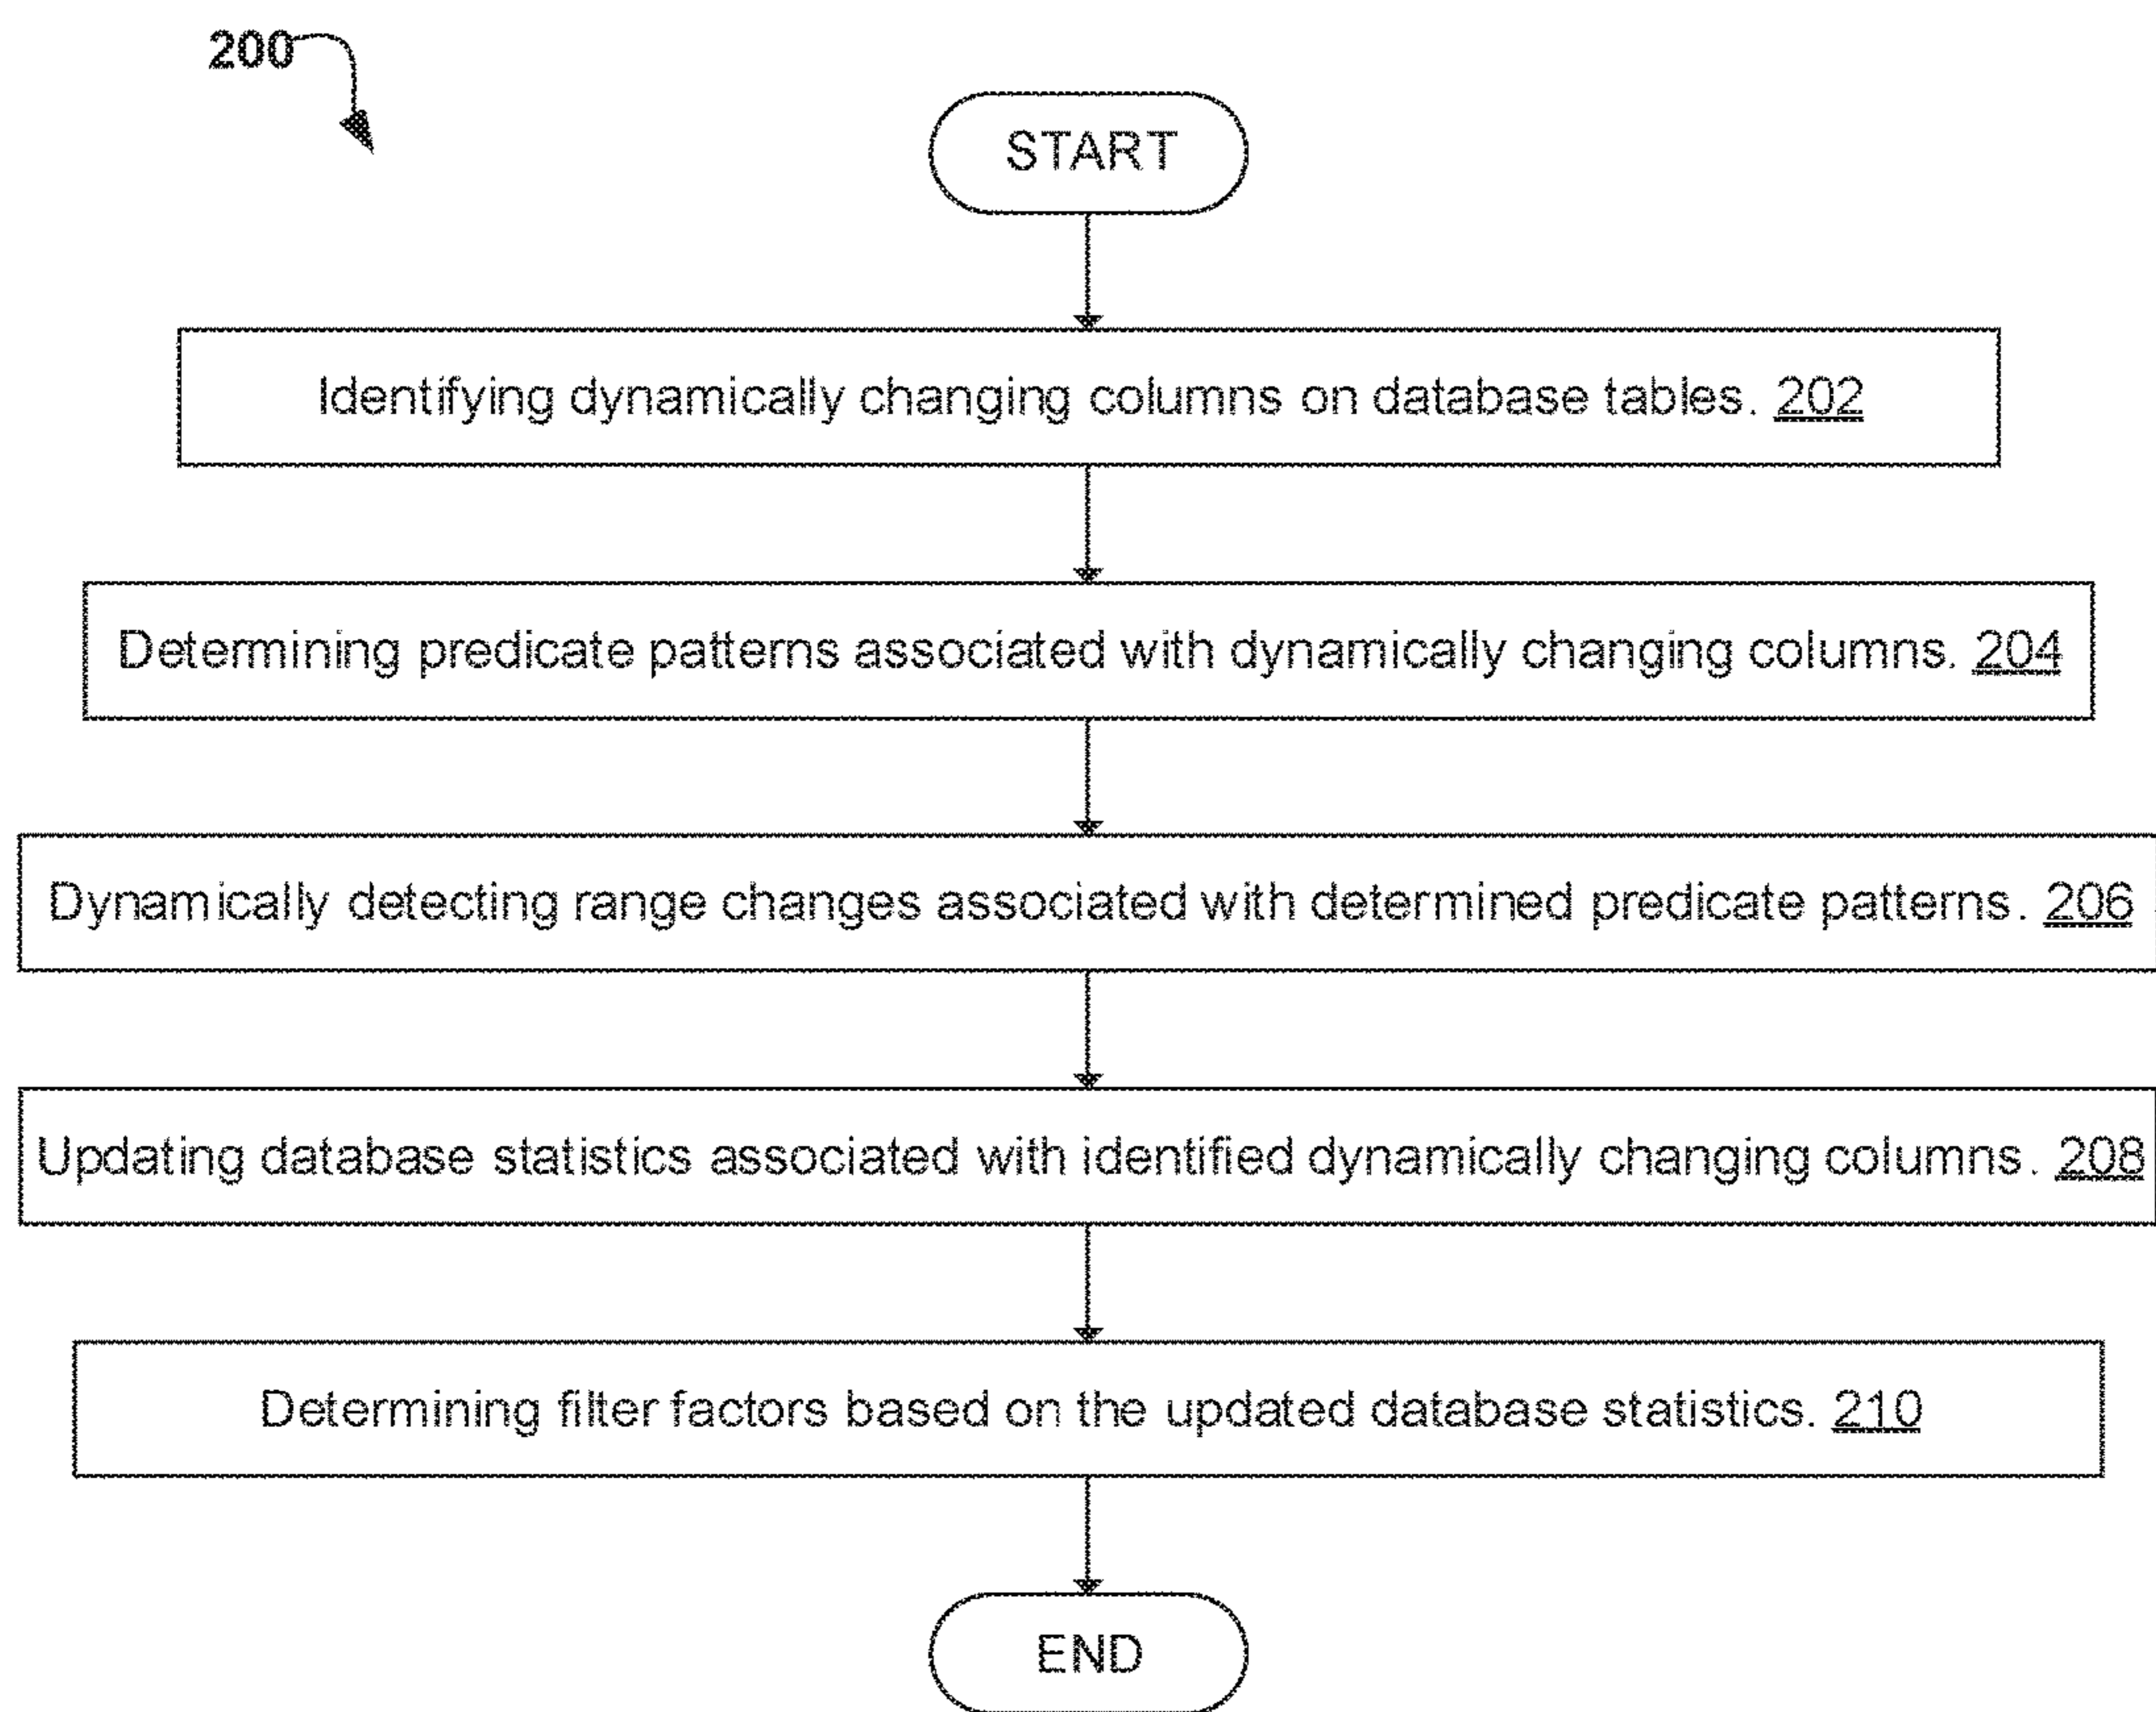 200
START
Identifying dynamically changing columns on database tables. 202
Determining predicate patterns associated with dynamically changing columns. 204
Dynamically detecting range changes associated with determined predicate patterns. 206
Updating database statistics associated with identified dynamically changing columns. 208
Determining filter factors based on the updated database statistics. 210
END